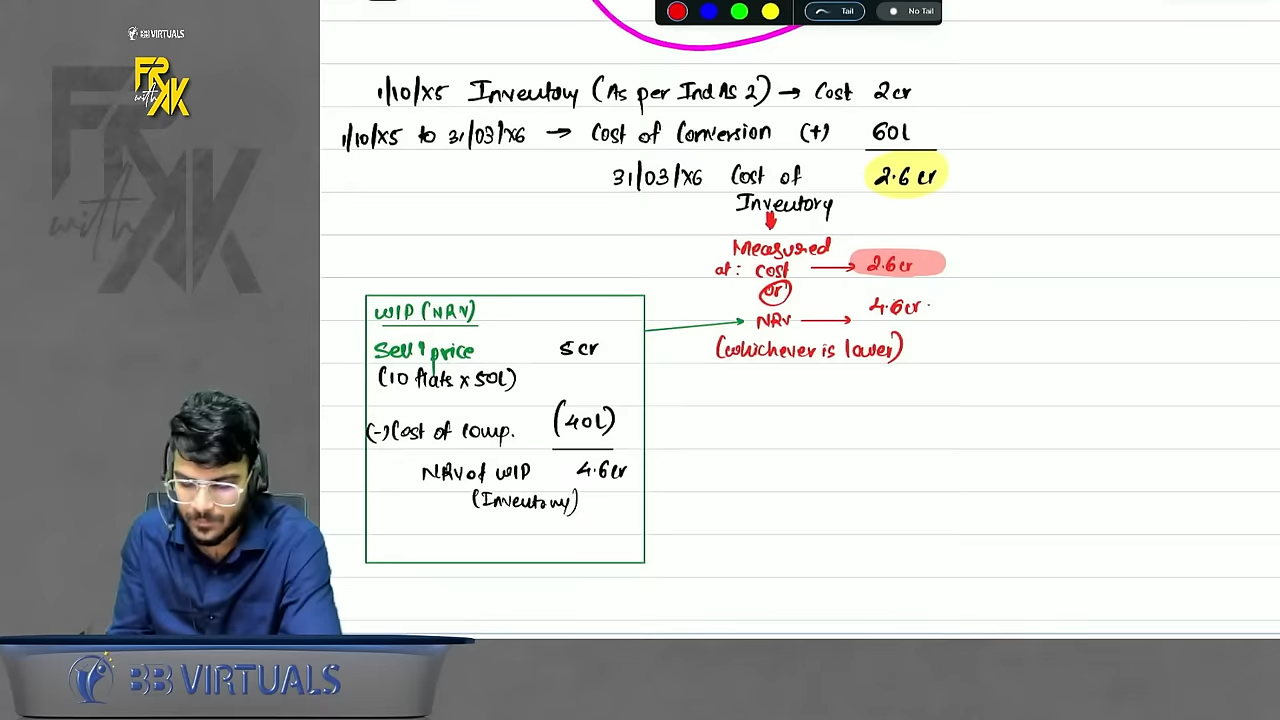 BB VIRTUALS
FR
with
KK
FR
with
KK
Tail
No Tail
1/10/X5 Inventory (As per Ind AS 2) → Cost 2cr
1/10/X5 to 31/03/X6 → Cost of Conversion (+) 60L
31/03/X6 Cost of 2.6 cr
Inventory
Measured
at: cost → 2.6cr
or
NRV → 4.6cr.
(whichever is lower)
WIP (NRV)
Sell' price 5cr
(10 flats x 50L)
(-) Cost of comp. (40L)
NRV of WIP 4.6cr
(Inventory)
BB VIRTUALS